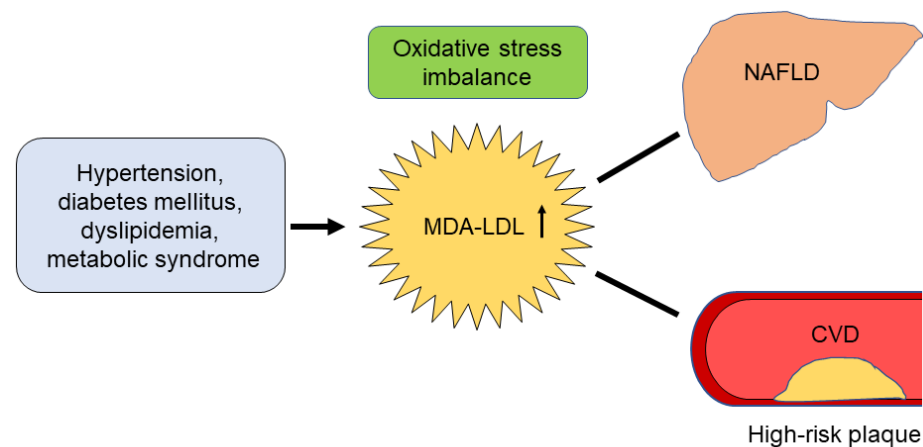 Oxidative stress
imbalance
NAFLD
Hypertension,
diabetes mellitus,
dyslipidemia,
metabolic syndrome
MDA-LDL ↑
CVD
High-risk plaque